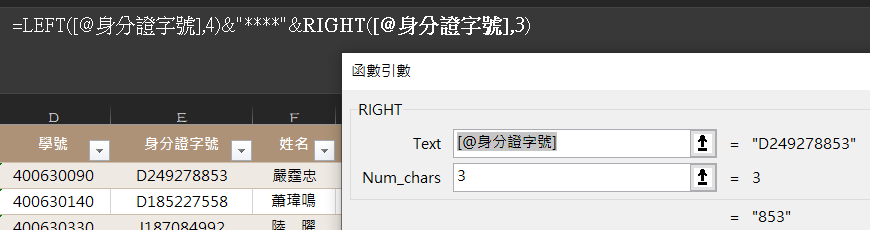 =LEFT([@身分證字號],4)&"****"&RIGHT([@身分證字號],3)
函數引數
D E F
RIGHT
學號 身分證字號 姓名
Text [@身分證字號] = "D249278853"
400630090 D249278853 嚴霆忠
Num_chars 3 = 3
400630140 D185227558 蕭瑋鳴
= "853"
400630330 J187084992 陸 曜